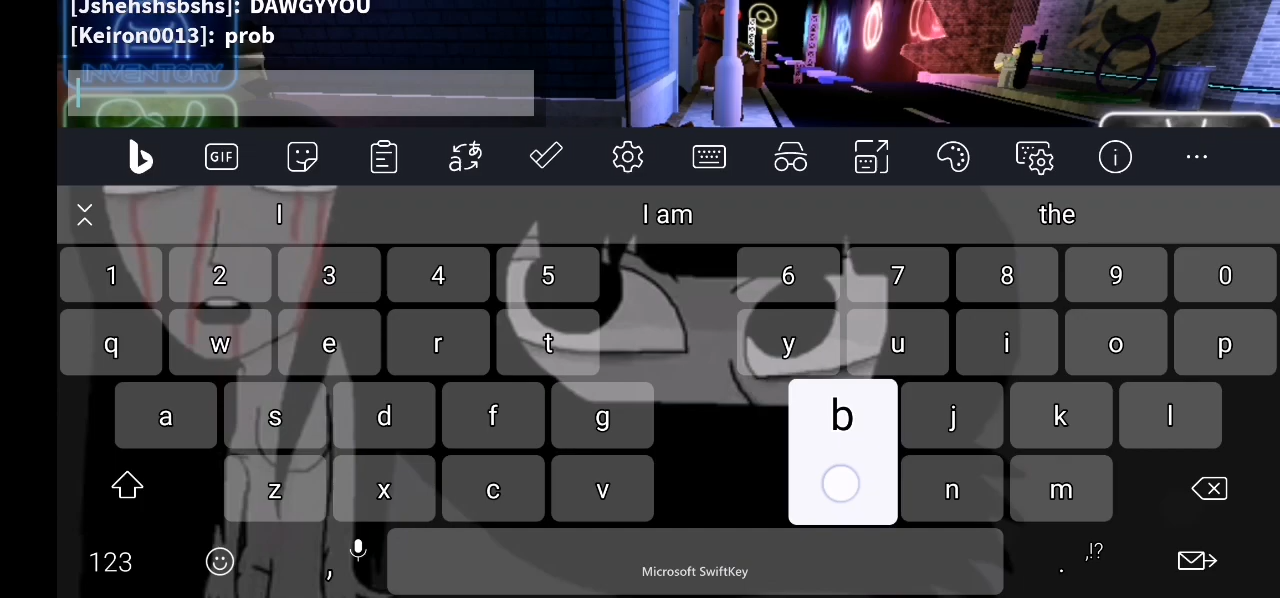 [Jshehshsbshs]: DAWGYYOU
[Keiron0013]: prob
INVENTORY
GIF
I I am the
1 2 3 4 5 6 7 8 9 0
q w e r t y u i o p
a s d f g b j k l
z x c v n m
123 , . ,!?
Microsoft SwiftKey